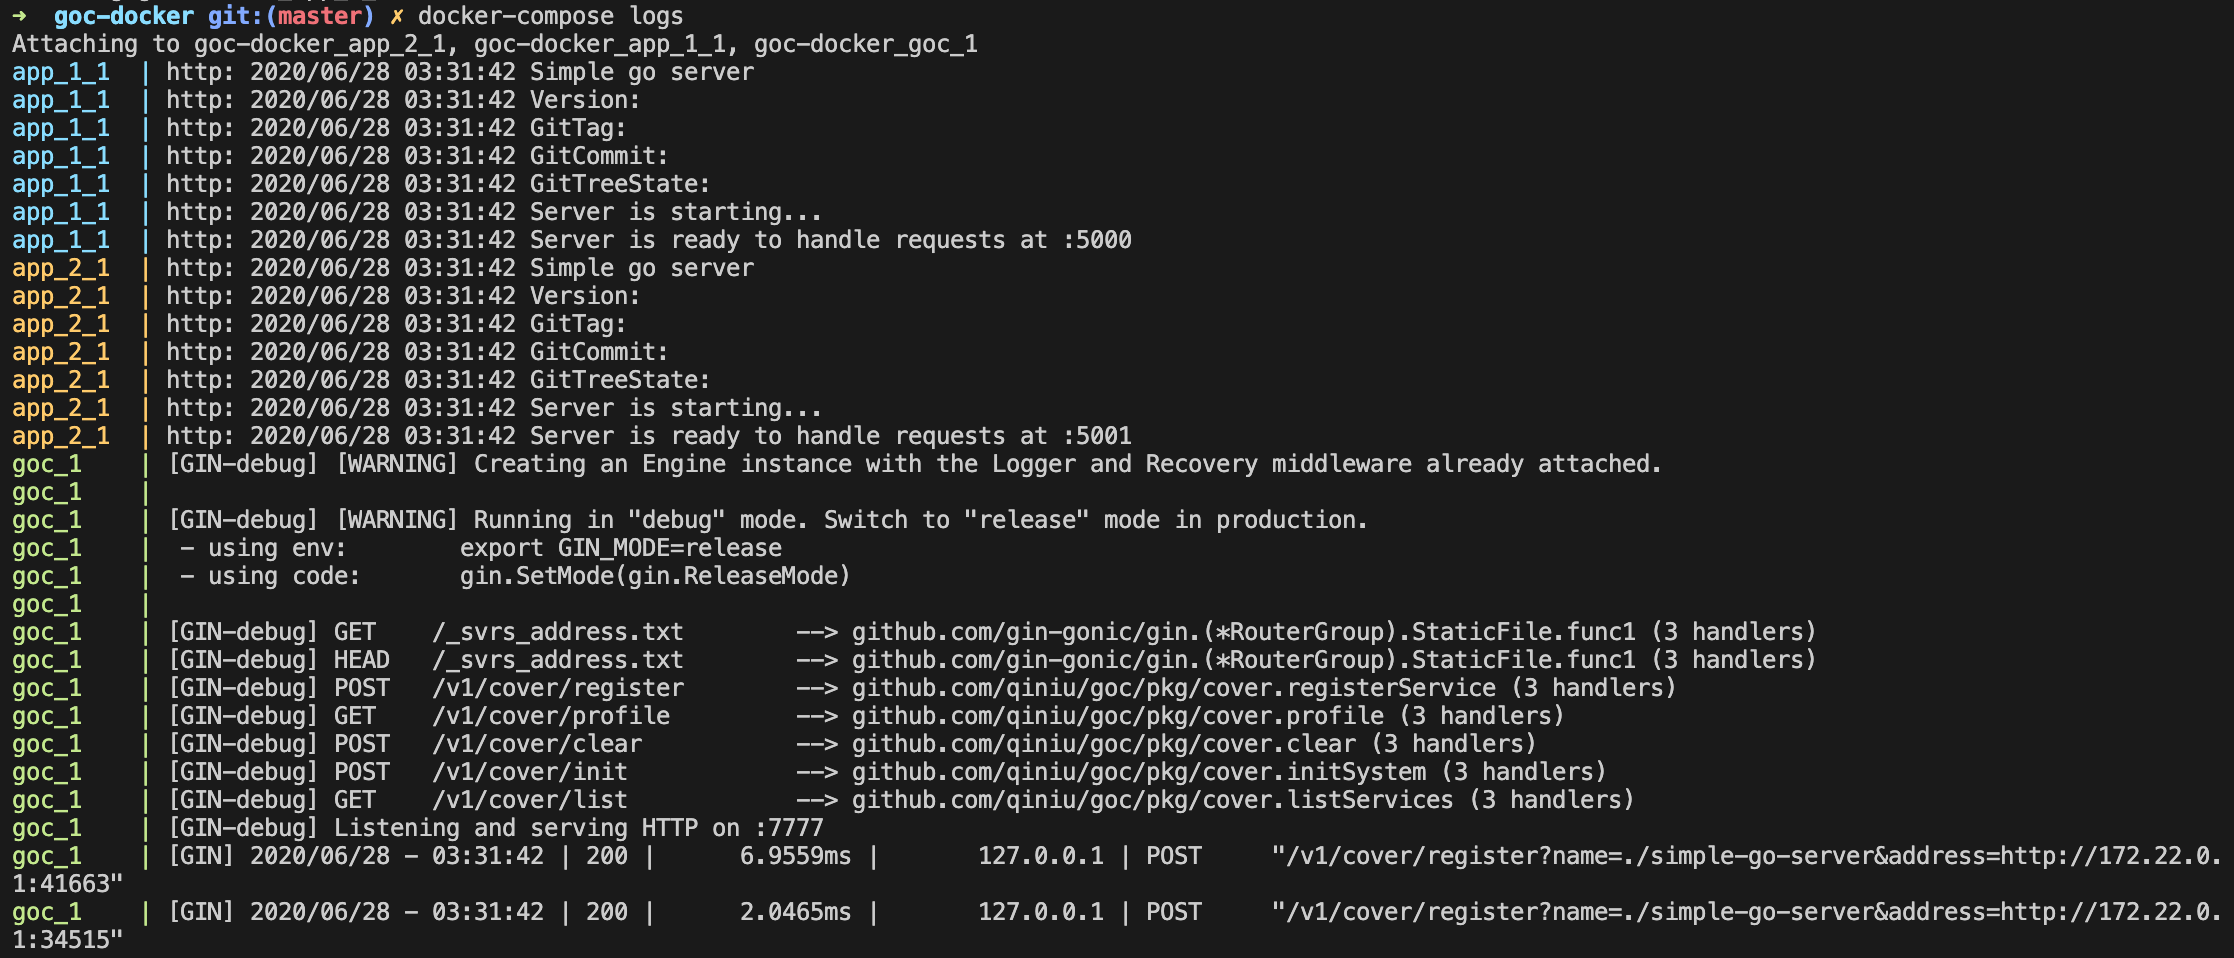 ➜  goc-docker git:(master) ✗ docker-compose logs
Attaching to goc-docker_app_2_1, goc-docker_app_1_1, goc-docker_goc_1
app_1_1  | http: 2020/06/28 03:31:42 Simple go server
app_1_1  | http: 2020/06/28 03:31:42 Version:
app_1_1  | http: 2020/06/28 03:31:42 GitTag:
app_1_1  | http: 2020/06/28 03:31:42 GitCommit:
app_1_1  | http: 2020/06/28 03:31:42 GitTreeState:
app_1_1  | http: 2020/06/28 03:31:42 Server is starting...
app_1_1  | http: 2020/06/28 03:31:42 Server is ready to handle requests at :5000
app_2_1  | http: 2020/06/28 03:31:42 Simple go server
app_2_1  | http: 2020/06/28 03:31:42 Version:
app_2_1  | http: 2020/06/28 03:31:42 GitTag:
app_2_1  | http: 2020/06/28 03:31:42 GitCommit:
app_2_1  | http: 2020/06/28 03:31:42 GitTreeState:
app_2_1  | http: 2020/06/28 03:31:42 Server is starting...
app_2_1  | http: 2020/06/28 03:31:42 Server is ready to handle requests at :5001
goc_1    | [GIN-debug] [WARNING] Creating an Engine instance with the Logger and Recovery middleware already attached.
goc_1    |
goc_1    | [GIN-debug] [WARNING] Running in "debug" mode. Switch to "release" mode in production.
goc_1    |  - using env:        export GIN_MODE=release
goc_1    |  - using code:       gin.SetMode(gin.ReleaseMode)
goc_1    |
goc_1    | [GIN-debug] GET    /_svrs_address.txt        --> github.com/gin-gonic/gin.(*RouterGroup).StaticFile.func1 (3 handlers)
goc_1    | [GIN-debug] HEAD   /_svrs_address.txt        --> github.com/gin-gonic/gin.(*RouterGroup).StaticFile.func1 (3 handlers)
goc_1    | [GIN-debug] POST   /v1/cover/register        --> github.com/qiniu/goc/pkg/cover.registerService (3 handlers)
goc_1    | [GIN-debug] GET    /v1/cover/profile         --> github.com/qiniu/goc/pkg/cover.profile (3 handlers)
goc_1    | [GIN-debug] POST   /v1/cover/clear           --> github.com/qiniu/goc/pkg/cover.clear (3 handlers)
goc_1    | [GIN-debug] POST   /v1/cover/init            --> github.com/qiniu/goc/pkg/cover.initSystem (3 handlers)
goc_1    | [GIN-debug] GET    /v1/cover/list            --> github.com/qiniu/goc/pkg/cover.listServices (3 handlers)
goc_1    | [GIN-debug] Listening and serving HTTP on :7777
goc_1    | [GIN] 2020/06/28 - 03:31:42 | 200 |      6.9559ms |       127.0.0.1 | POST     "/v1/cover/register?name=./simple-go-server&address=http://172.22.0.
1:41663"
goc_1    | [GIN] 2020/06/28 - 03:31:42 | 200 |      2.0465ms |       127.0.0.1 | POST     "/v1/cover/register?name=./simple-go-server&address=http://172.22.0.
1:34515"